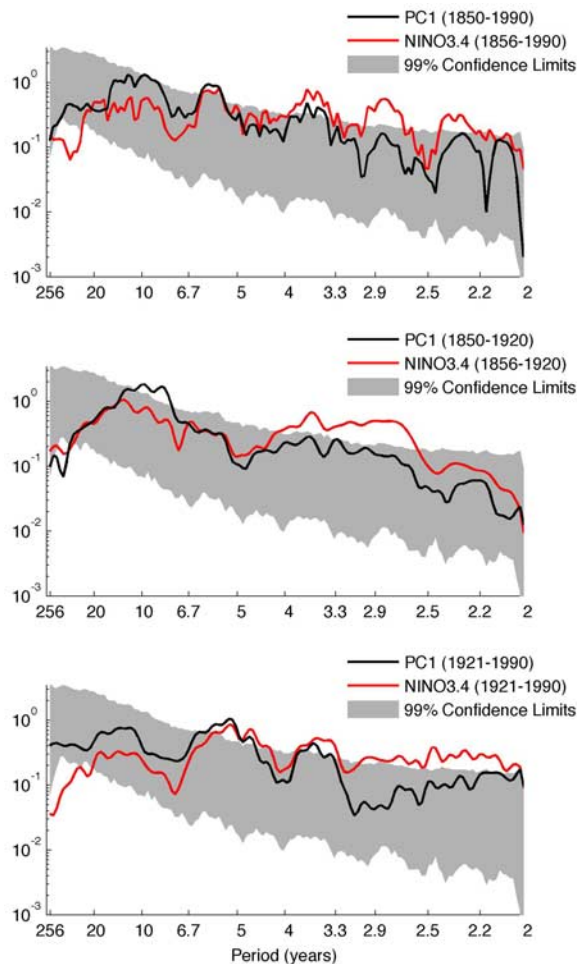 PC1 (1850-1990)
NINO3.4 (1856-1990)
99% Confidence Limits
10^0
10^-1
10^-2
10^-3
256 20 10 6.7 5 4 3.3 2.9 2.5 2.2 2
PC1 (1850-1920)
NINO3.4 (1856-1920)
99% Confidence Limits
10^0
10^-1
10^-2
10^-3
256 20 10 6.7 5 4 3.3 2.9 2.5 2.2 2
PC1 (1921-1990)
NINO3.4 (1921-1990)
99% Confidence Limits
10^0
10^-1
10^-2
10^-3
256 20 10 6.7 5 4 3.3 2.9 2.5 2.2 2
Period (years)